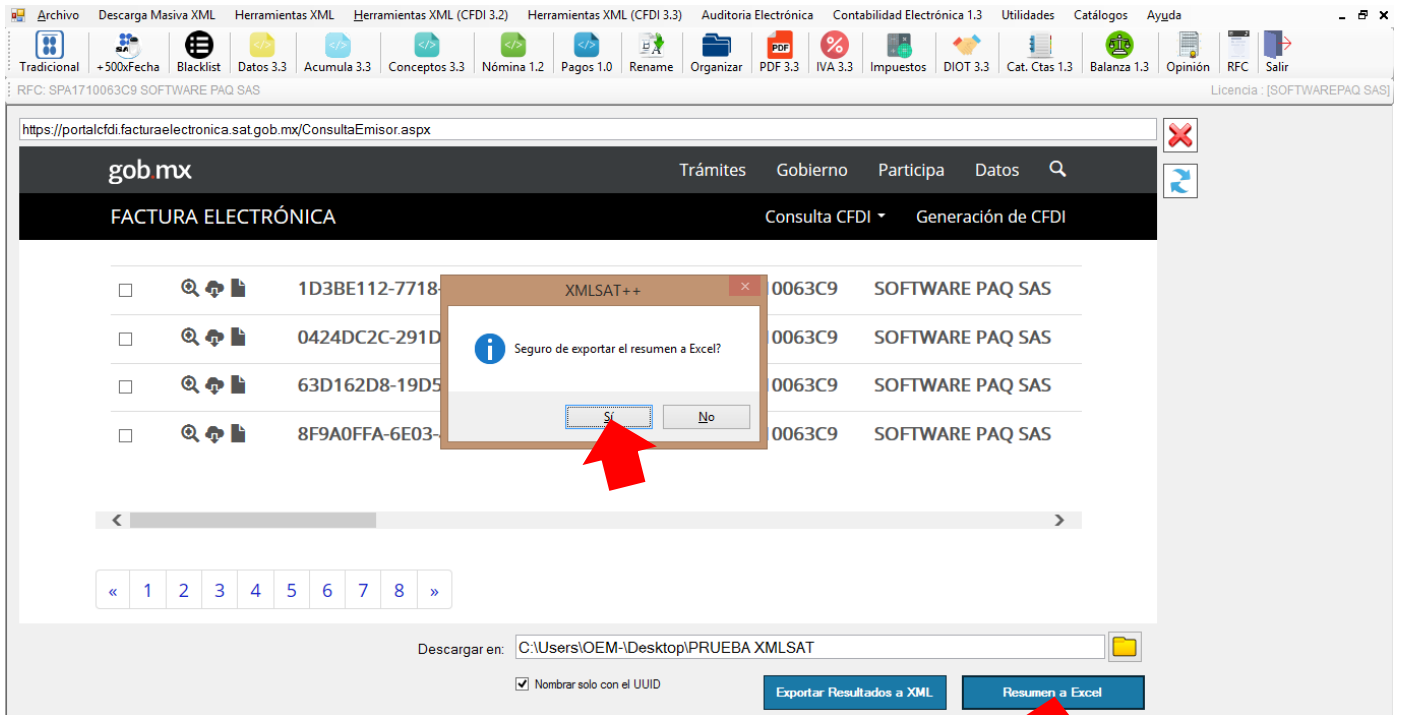 Archivo Descarga Masiva XML Herramientas XML Herramientas XML (CFDI 3.2) Herramientas XML (CFDI 3.3) Auditoria Electrónica Contabilidad Electrónica 1.3 Utilidades Catálogos Ayuda
Tradicional +500xFecha Blacklist Datos 3.3 Acumula 3.3 Conceptos 3.3 Nómina 1.2 Pagos 1.0 Rename Organizar PDF 3.3 IVA 3.3 Impuestos DIOT 3.3 Cat. Ctas 1.3 Balanza 1.3 Opinión RFC Salir
RFC: SPA1710063C9 SOFTWARE PAQ SAS Licencia : [SOFTWAREPAQ SAS]
https://portalcfdi.facturaelectronica.sat.gob.mx/ConsultaEmisor.aspx
gob.mx Trámites Gobierno Participa Datos
FACTURA ELECTRÓNICA Consulta CFDI Generación de CFDI
1D3BE112-7718- XMLSAT++ 10063C9 SOFTWARE PAQ SAS
0424DC2C-291D Seguro de exportar el resumen a Excel? 0063C9 SOFTWARE PAQ SAS
63D162D8-19D5 0063C9 SOFTWARE PAQ SAS
Sí No
8F9A0FFA-6E03- 0063C9 SOFTWARE PAQ SAS
« 1 2 3 4 5 6 7 8 »
Descargar en: C:\Users\OEM-\Desktop\PRUEBA XMLSAT
Nombrar solo con el UUID Exportar Resultados a XML Resumen a Excel